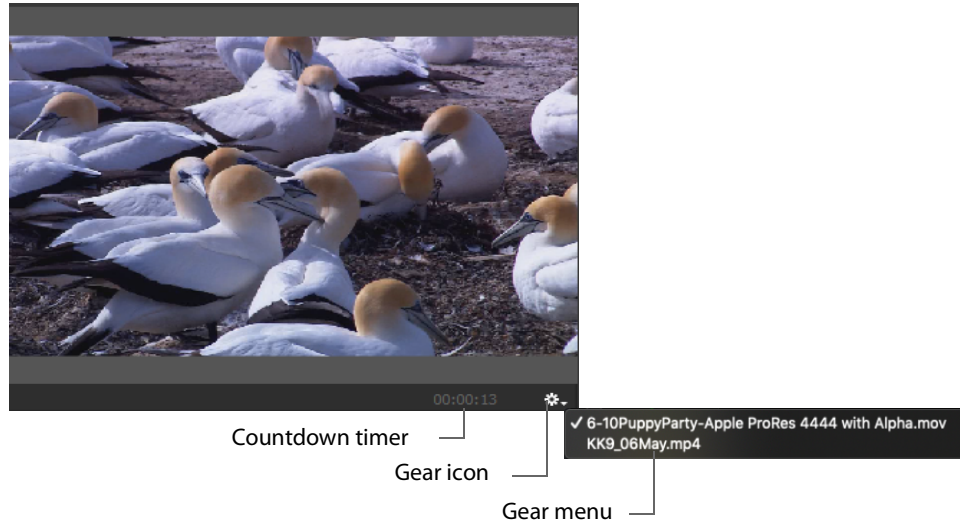 00:00:13
✓ 6-10PuppyParty-Apple ProRes 4444 with Alpha.mov
KK9_06May.mp4
Countdown timer
Gear icon
Gear menu